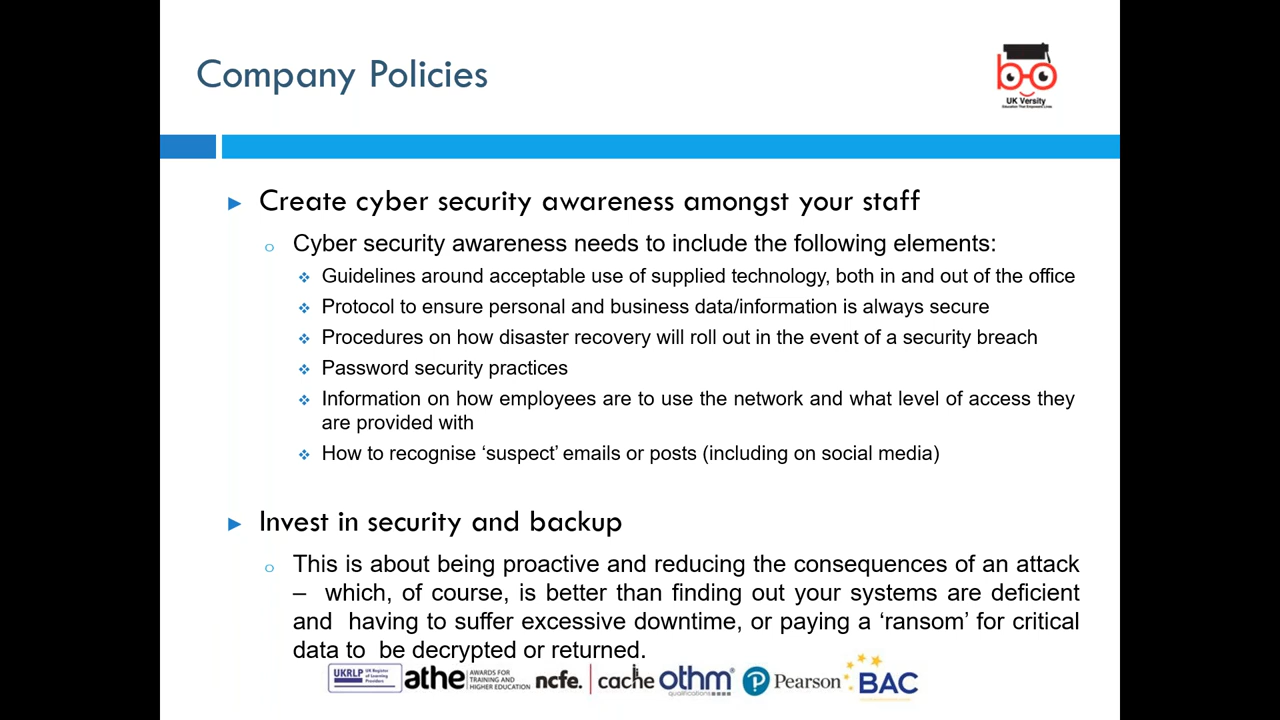 Company Policies
UK Versity
Education That Empowers Lives
Create cyber security awareness amongst your staff
Cyber security awareness needs to include the following elements:
Guidelines around acceptable use of supplied technology, both in and out of the office
Protocol to ensure personal and business data/information is always secure
Procedures on how disaster recovery will roll out in the event of a security breach
Password security practices
Information on how employees are to use the network and what level of access they
are provided with
How to recognise ‘suspect’ emails or posts (including on social media)
Invest in security and backup
This is about being proactive and reducing the consequences of an attack
– which, of course, is better than finding out your systems are deficient
and having to suffer excessive downtime, or paying a ‘ransom’ for critical
data to be decrypted or returned.
UKRLP UK Register of Learning Providers
athe AWARDS FOR TRAINING AND HIGHER EDUCATION
ncfe. cache
othm qualifications
Pearson
BAC